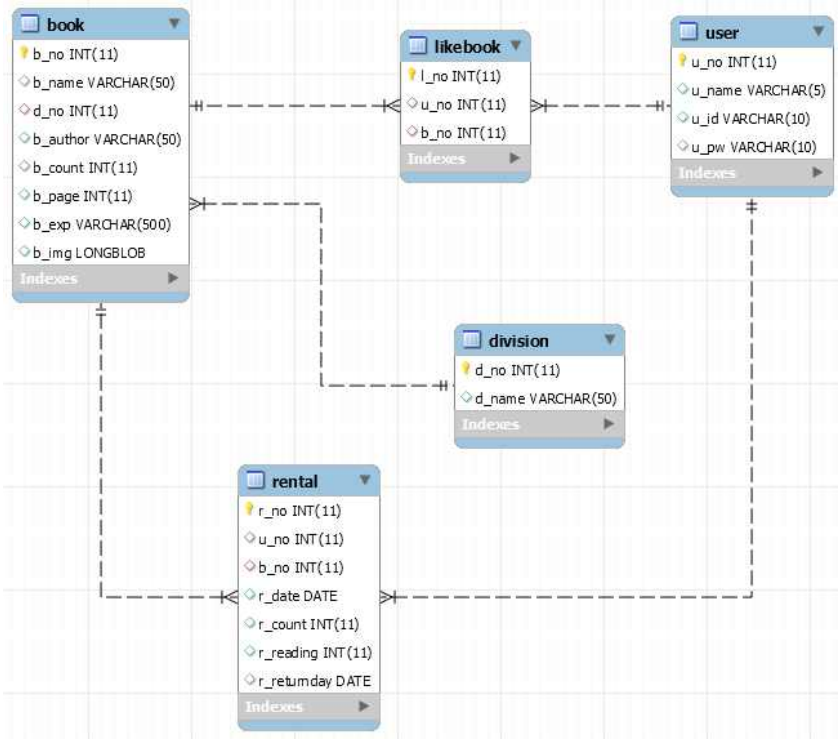 book
b_no INT(11)
b_name VARCHAR(50)
d_no INT(11)
b_author VARCHAR(50)
b_count INT(11)
b_page INT(11)
b_exp VARCHAR(500)
b_img LONGBLOB
Indexes
likebook
l_no INT(11)
u_no INT(11)
b_no INT(11)
Indexes
user
u_no INT(11)
u_name VARCHAR(5)
u_id VARCHAR(10)
u_pw VARCHAR(10)
Indexes
division
d_no INT(11)
d_name VARCHAR(50)
Indexes
rental
r_no INT(11)
u_no INT(11)
b_no INT(11)
r_date DATE
r_count INT(11)
r_reading INT(11)
r_returnday DATE
Indexes